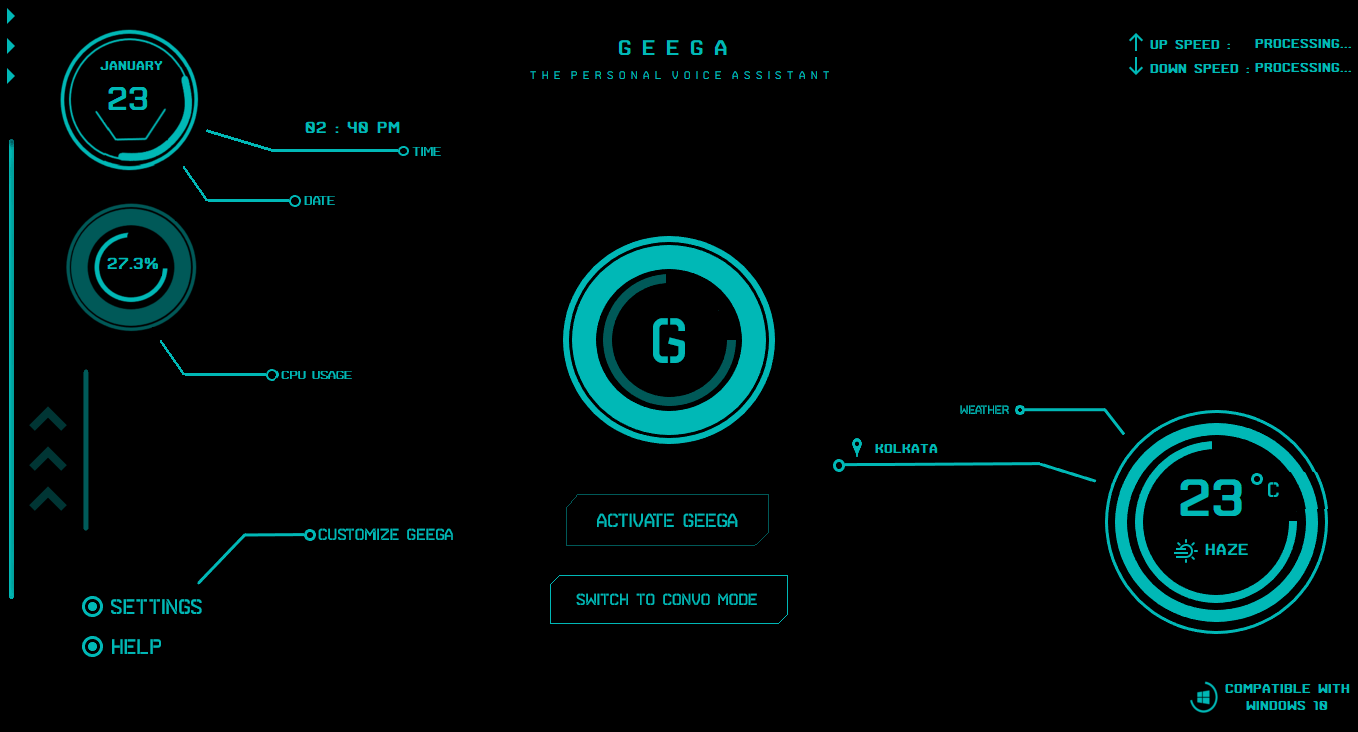 GEEGA
THE PERSONAL VOICE ASSISTANT
UP SPEED : PROCESSING...
DOWN SPEED : PROCESSING...
JANUARY
23
02 : 40 PM
TIME
DATE
27.3%
CPU USAGE
G
WEATHER
KOLKATA
23°C
HAZE
ACTIVATE GEEGA
CUSTOMIZE GEEGA
SWITCH TO CONVO MODE
SETTINGS
HELP
COMPATIBLE WITH
WINDOWS 10